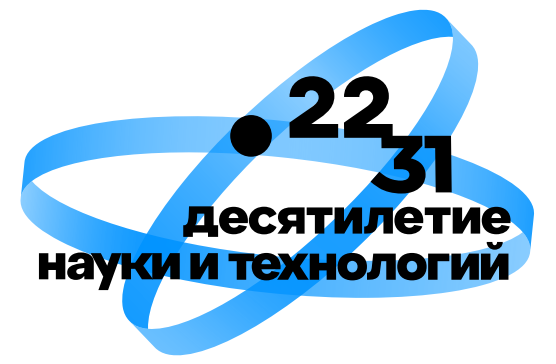 22
31
десятилетие
науки и технологий